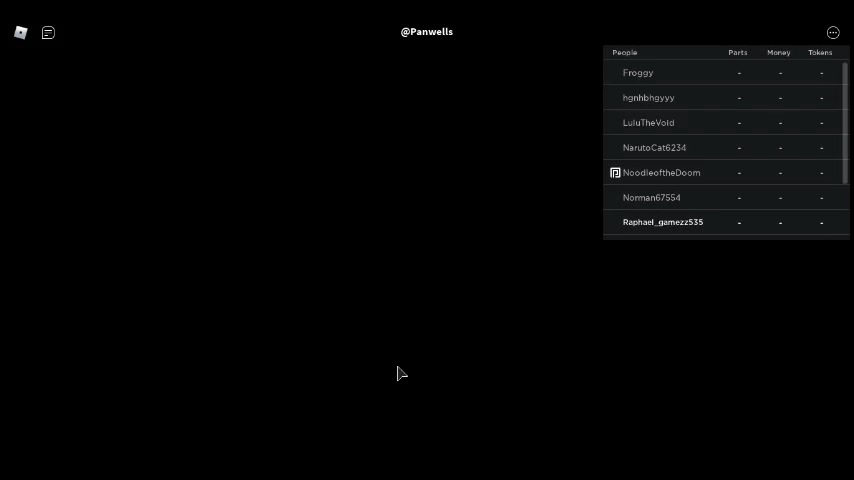 @Panwells
People Parts Money Tokens
Froggy - - -
hgnhbhgyyy - - -
LuluTheVoid - - -
NarutoCat6234 - - -
NoodleoftheDoom - - -
Norman67554 - - -
Raphael_gamezz535 - - -